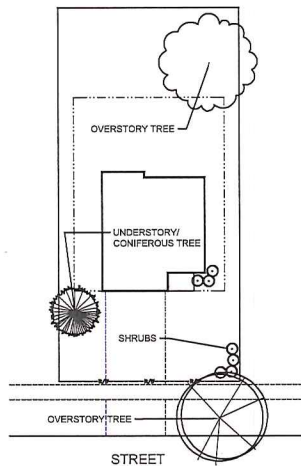 OVERSTORY TREE
UNDERSTORY/
CONIFEROUS TREE
SHRUBS
OVERSTORY TREE
STREET